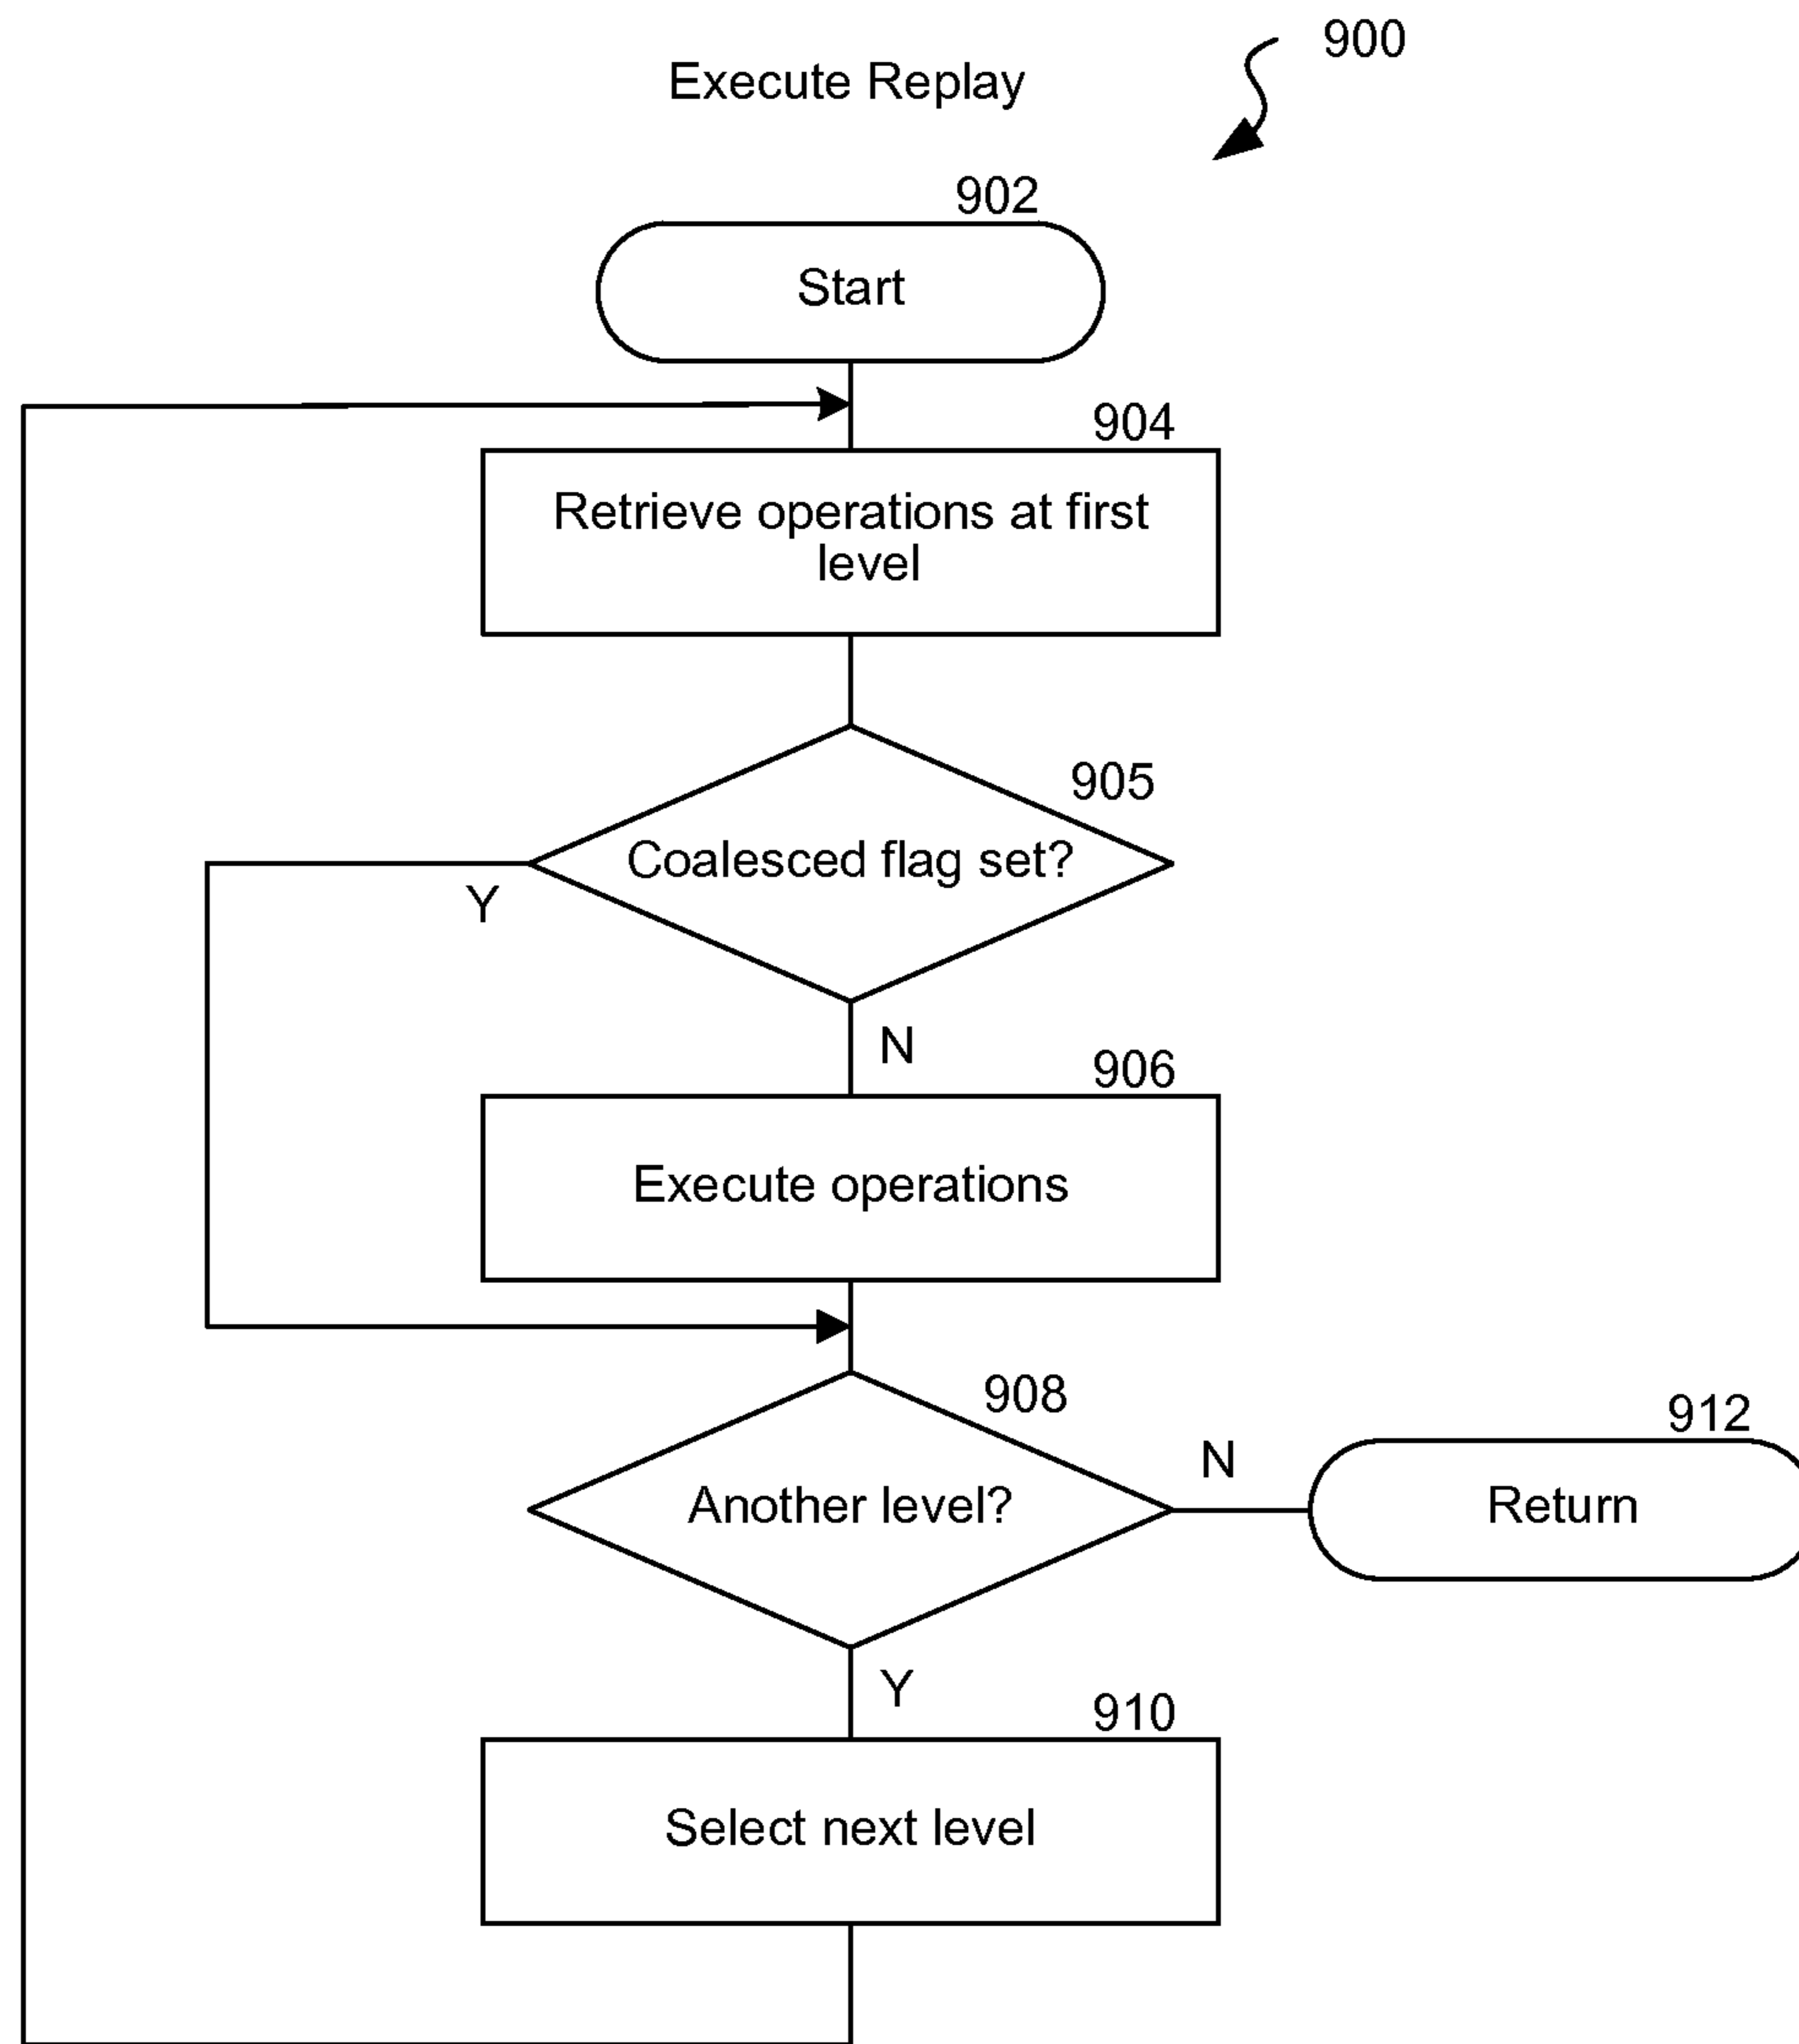 900
Execute Replay
902
Start
904
Retrieve operations at first
level
905
Coalesced flag set?
Y
N
906
Execute operations
908
912
N
Another level?
Return
Y
910
Select next level